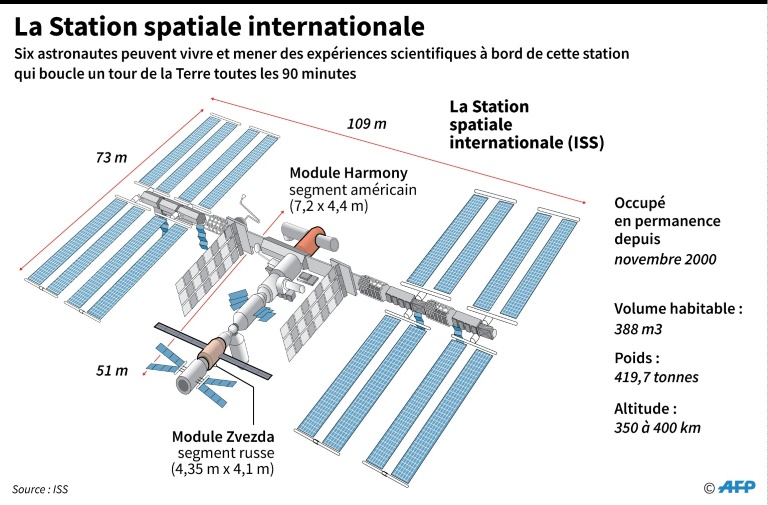 La Station spatiale internationale
Six astronautes peuvent vivre et mener des expériences scientifiques à bord de cette station
qui boucle un tour de la Terre toutes les 90 minutes
109 m
La Station
spatiale
internationale (ISS)
73 m
Module Harmony
segment américain
(7,2 x 4,4 m)
Occupé
en permanence
depuis
novembre 2000
Volume habitable :
388 m3
Poids :
419,7 tonnes
Altitude :
350 à 400 km
51 m
Module Zvezda
segment russe
(4,35 m x 4,1 m)
Source : ISS
© AFP